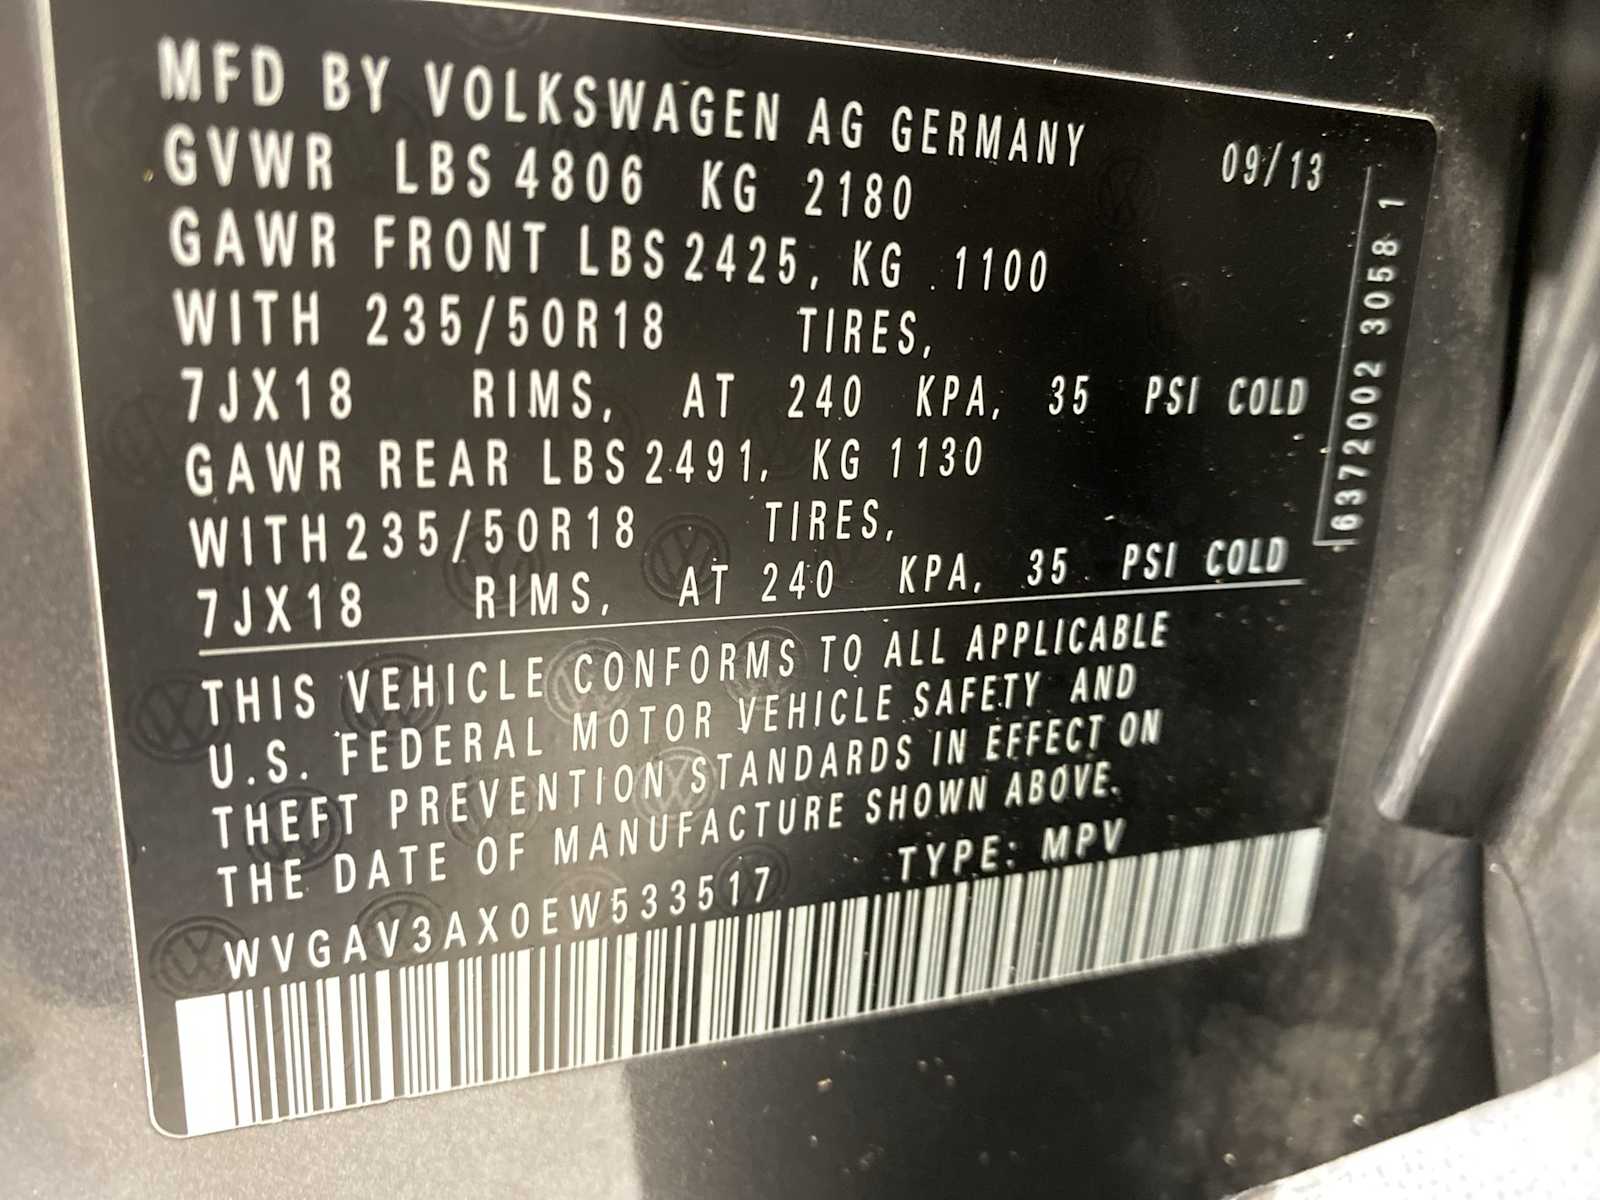 MFD BY VOLKSWAGEN AG GERMANY 09/13
GVWR LBS 4806 KG 2180
GAWR FRONT LBS 2425, KG 1100
WITH 235/50R18 TIRES,
7JX18 RIMS, AT 240 KPA, 35 PSI COLD
GAWR REAR LBS 2491, KG 1130
WITH 235/50R18 TIRES,
7JX18 RIMS, AT 240 KPA, 35 PSI COLD
THIS VEHICLE CONFORMS TO ALL APPLICABLE
U.S. FEDERAL MOTOR VEHICLE SAFETY AND
THEFT PREVENTION STANDARDS IN EFFECT ON
THE DATE OF MANUFACTURE SHOWN ABOVE.
WVGAV3AX0EW533517 TYPE: MPV
16372002 3058 1